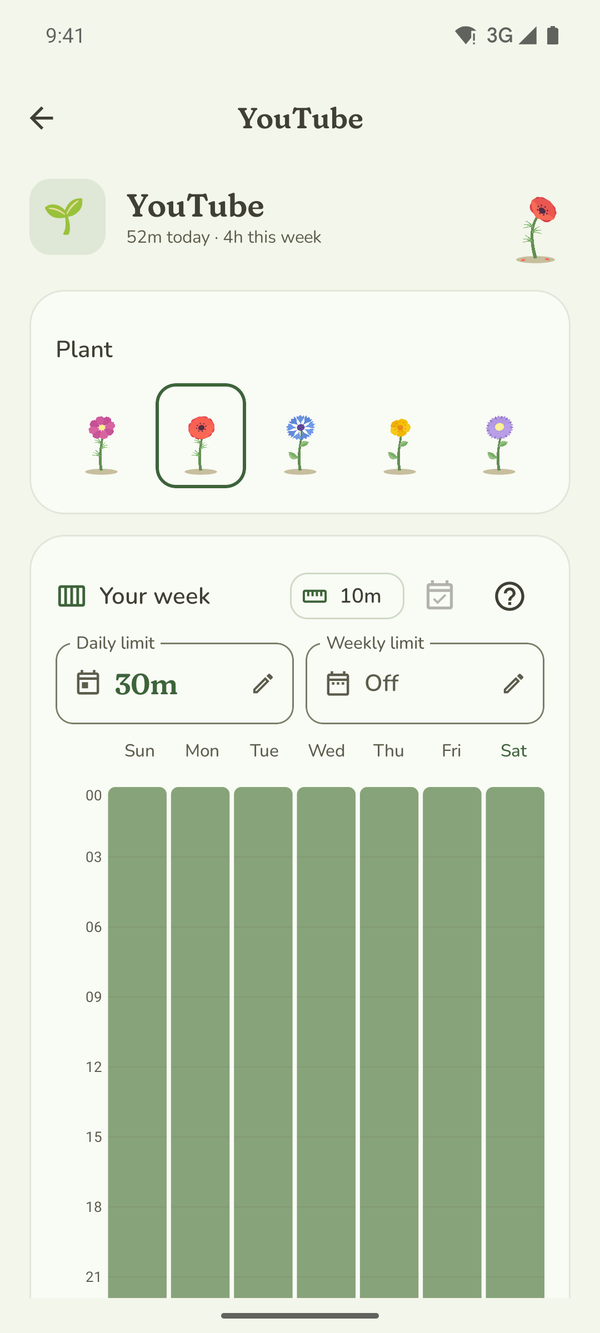 9:41
3G
YouTube
YouTube
52m today · 4h this week
Plant
Your week
10m
Daily limit
Weekly limit
30m
Off
Sun Mon Tue Wed Thu Fri Sat
00
03
06
09
12
15
18
21